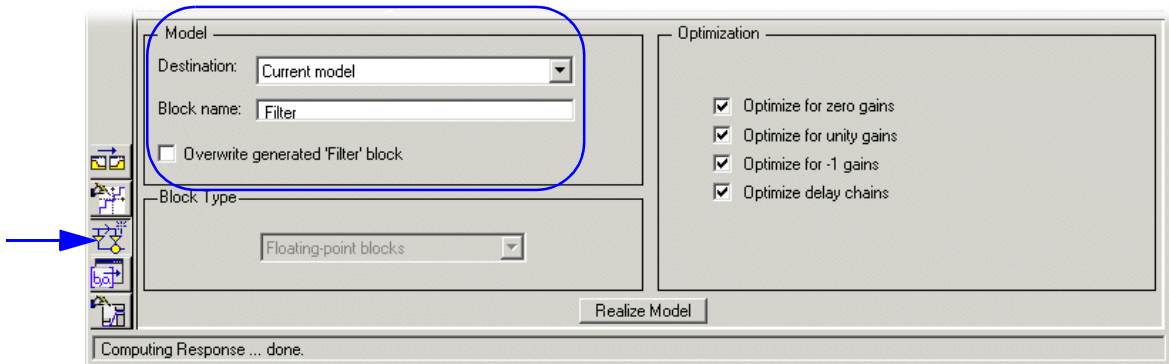 Model
Destination: Current model
Block name: Filter
Overwrite generated 'Filter' block
Block Type
Floating-point blocks
Optimization
Optimize for zero gains
Optimize for unity gains
Optimize for -1 gains
Optimize delay chains
Realize Model
Computing Response ... done.